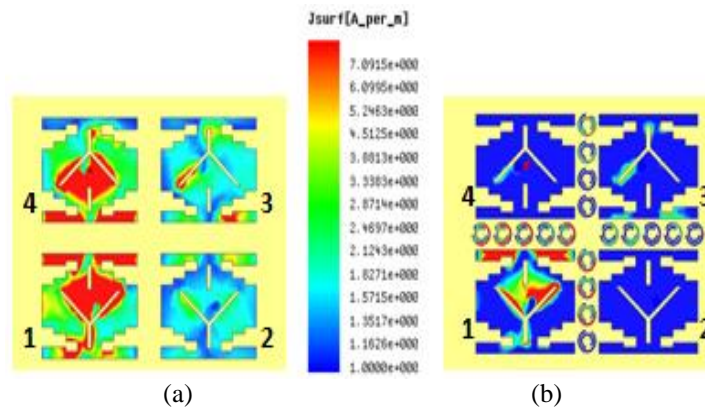 Jsurf[A_per_m]
7.0915e+000
6.0995e+000
5.2463e+000
4.5125e+000
3.8813e+000
3.3383e+000
2.8714e+000
2.4697e+000
2.1243e+000
1.8271e+000
1.5715e+000
1.3517e+000
1.1626e+000
1.0000e+000
4 3
1 2
4 3
1 2
(a) (b)